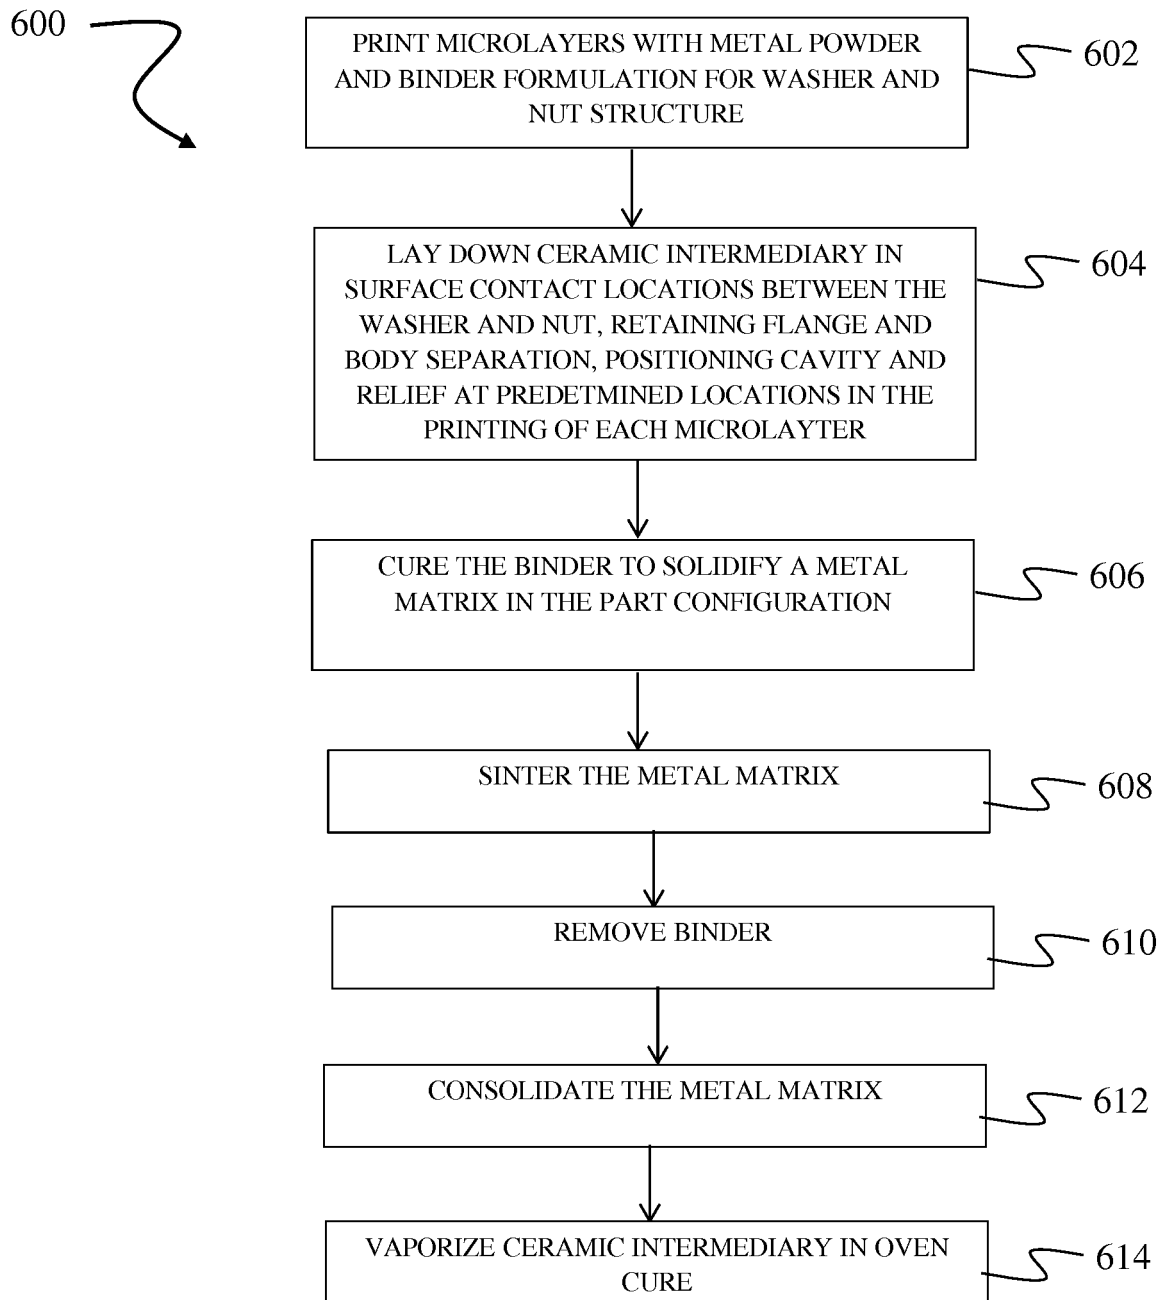 600
PRINT MICROLAYERS WITH METAL POWDER
AND BINDER FORMULATION FOR WASHER AND
NUT STRUCTURE
602
LAY DOWN CERAMIC INTERMEDIARY IN
SURFACE CONTACT LOCATIONS BETWEEN THE
WASHER AND NUT, RETAINING FLANGE AND
BODY SEPARATION, POSITIONING CAVITY AND
RELIEF AT PREDETMINED LOCATIONS IN THE
PRINTING OF EACH MICROLAYTER
604
CURE THE BINDER TO SOLIDIFY A METAL
MATRIX IN THE PART CONFIGURATION
606
SINTER THE METAL MATRIX
608
REMOVE BINDER
610
CONSOLIDATE THE METAL MATRIX
612
VAPORIZE CERAMIC INTERMEDIARY IN OVEN
CURE
614